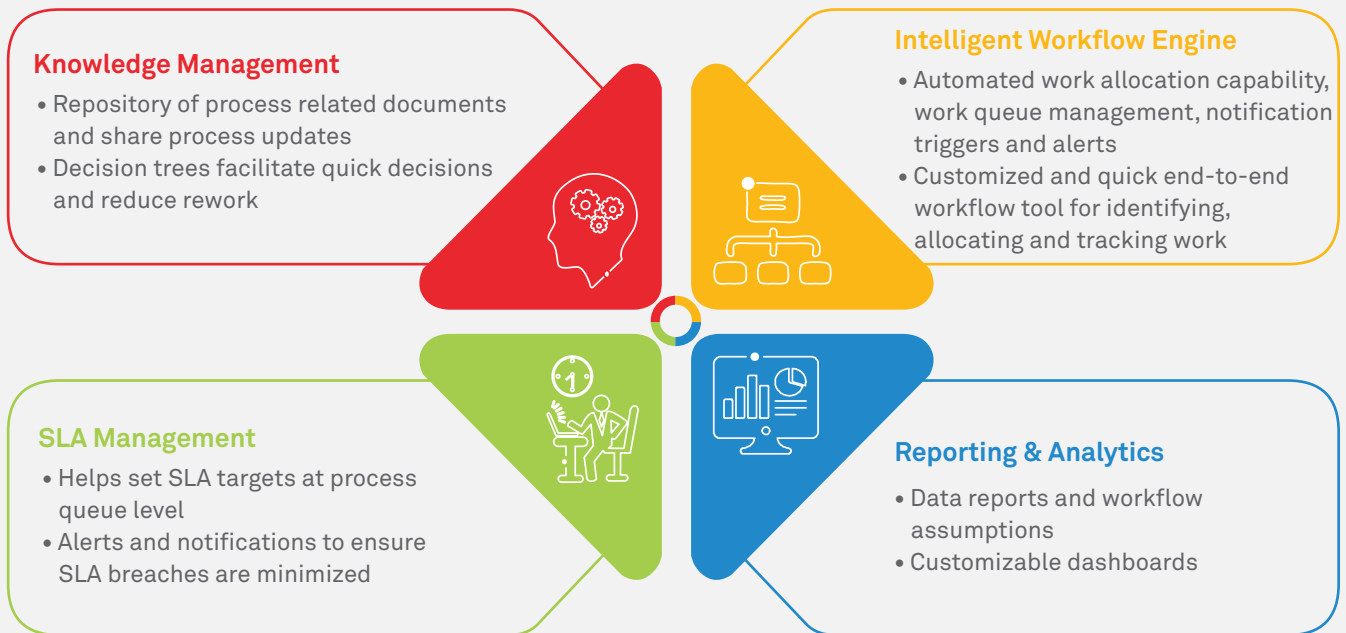 Knowledge Management
• Repository of process related documents
and share process updates
• Decision trees facilitate quick decisions
and reduce rework
Intelligent Workflow Engine
• Automated work allocation capability,
work queue management, notification
triggers and alerts
• Customized and quick end-to-end
workflow tool for identifying,
allocating and tracking work
SLA Management
• Helps set SLA targets at process
queue level
• Alerts and notifications to ensure
SLA breaches are minimized
Reporting & Analytics
• Data reports and workflow
assumptions
• Customizable dashboards